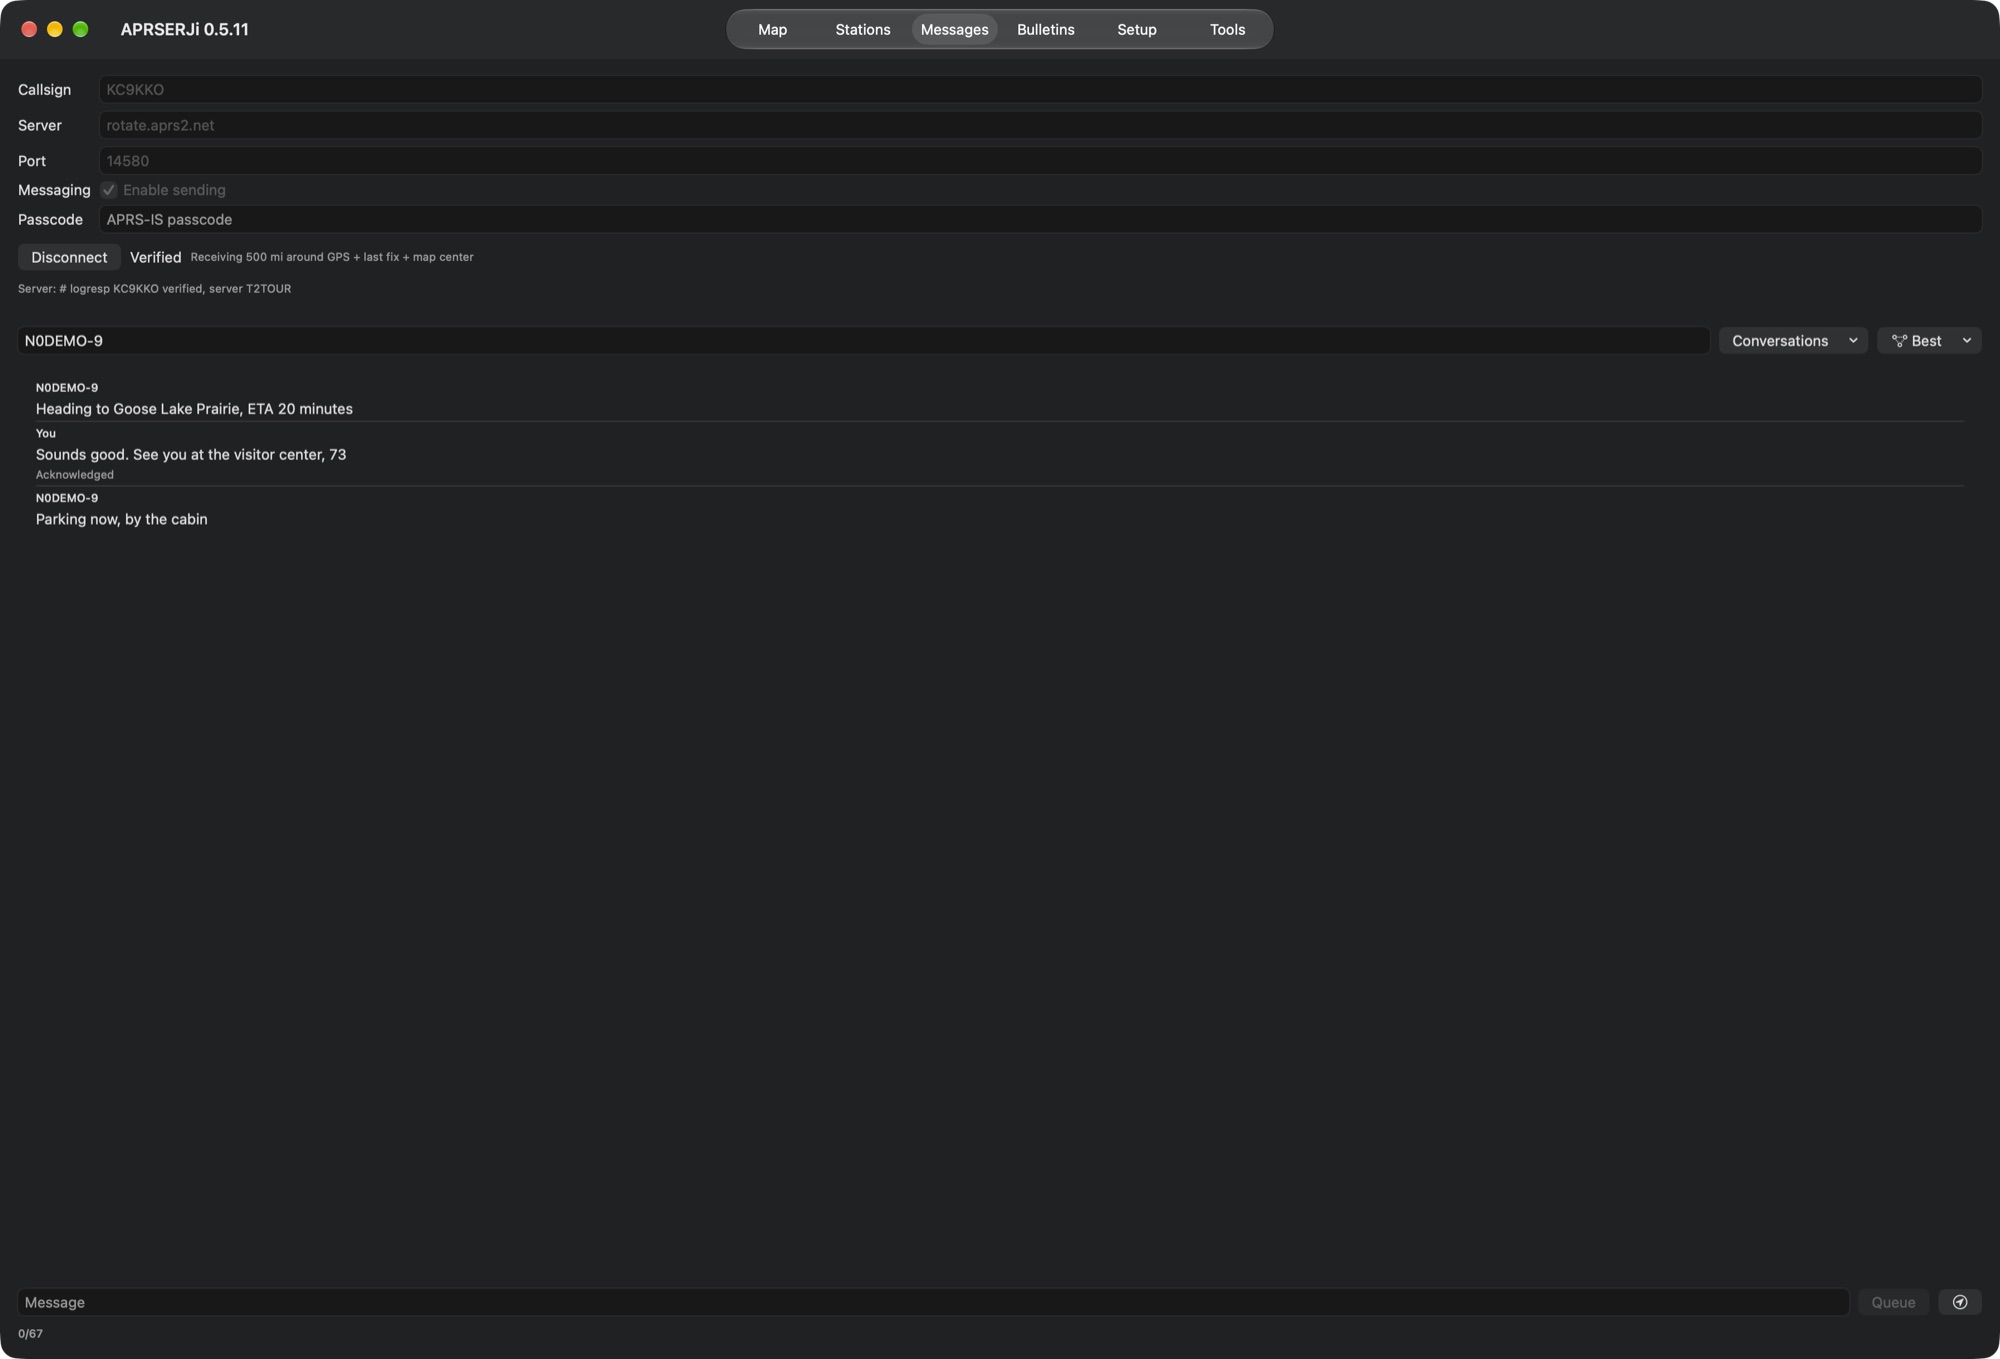 APRSERJi 0.5.11
Map Stations Messages Bulletins Setup Tools
Callsign KC9KKO
Server rotate.aprs2.net
Port 14580
Messaging Enable sending
Passcode APRS-IS passcode
Disconnect Verified Receiving 500 mi around GPS + last fix + map center
Server: # logresp KC9KKO verified, server T2TOUR
N0DEMO-9 Conversations Best
N0DEMO-9
Heading to Goose Lake Prairie, ETA 20 minutes
You
Sounds good. See you at the visitor center, 73
Acknowledged
N0DEMO-9
Parking now, by the cabin
Message Queue
0/67